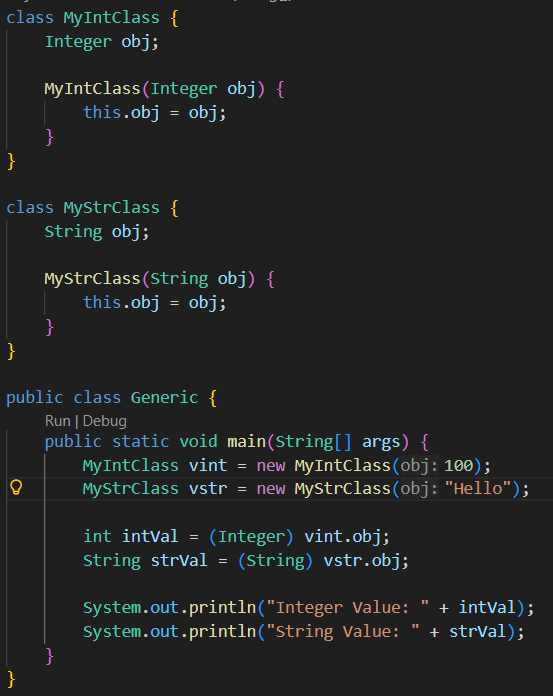 class MyIntClass {
    Integer obj;

    MyIntClass(Integer obj) {
        this.obj = obj;
    }
}

class MyStrClass {
    String obj;

    MyStrClass(String obj) {
        this.obj = obj;
    }
}

public class Generic {
    Run | Debug
    public static void main(String[] args) {
        MyIntClass vint = new MyIntClass(obj: 100);
        MyStrClass vstr = new MyStrClass(obj: "Hello");

        int intVal = (Integer) vint.obj;
        String strVal = (String) vstr.obj;

        System.out.println("Integer Value: " + intVal);
        System.out.println("String Value: " + strVal);
    }
}